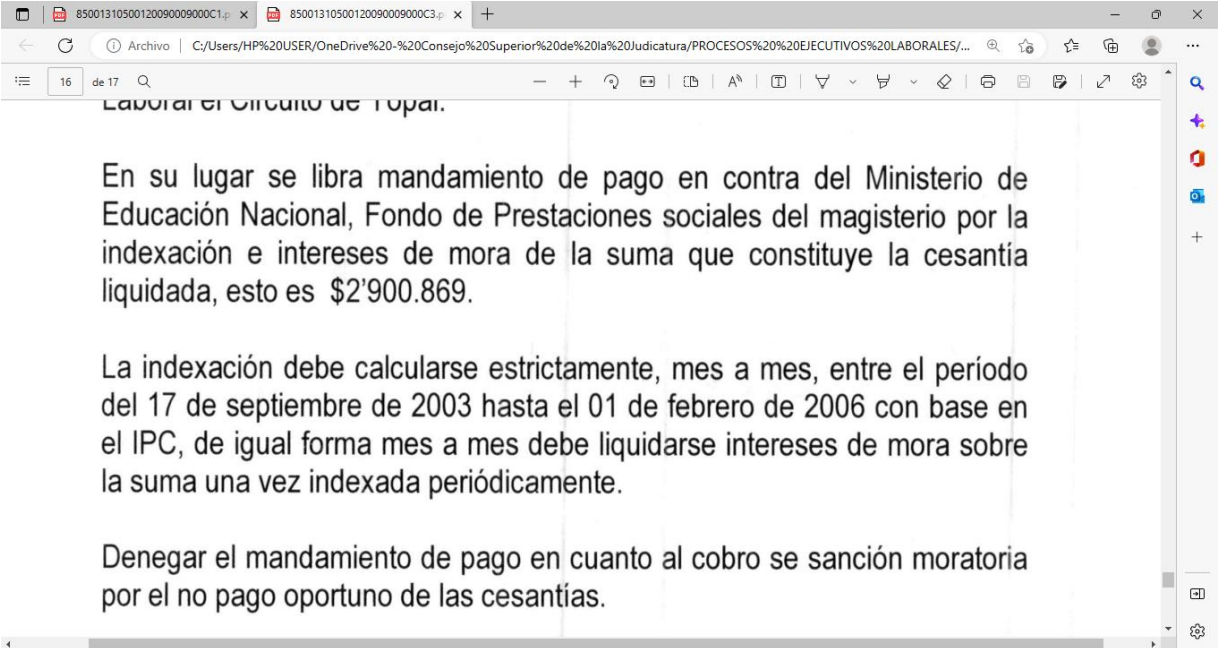 85001310500120090009000C1.p
85001310500120090009000C3.p
Archivo | C:/Users/HP%20USER/OneDrive%20-%20Consejo%20Superior%20de%20la%20Judicatura/PROCESOS%20%20EJECUTIVOS%20LABORALES/...
16 de 17
Laboral el Circuito de Yopal.
En su lugar se libra mandamiento de pago en contra del Ministerio de
Educación Nacional, Fondo de Prestaciones sociales del magisterio por la
indexación e intereses de mora de la suma que constituye la cesantía
liquidada, esto es $2’900.869.
La indexación debe calcularse estrictamente, mes a mes, entre el período
del 17 de septiembre de 2003 hasta el 01 de febrero de 2006 con base en
el IPC, de igual forma mes a mes debe liquidarse intereses de mora sobre
la suma una vez indexada periódicamente.
Denegar el mandamiento de pago en cuanto al cobro se sanción moratoria
por el no pago oportuno de las cesantías.